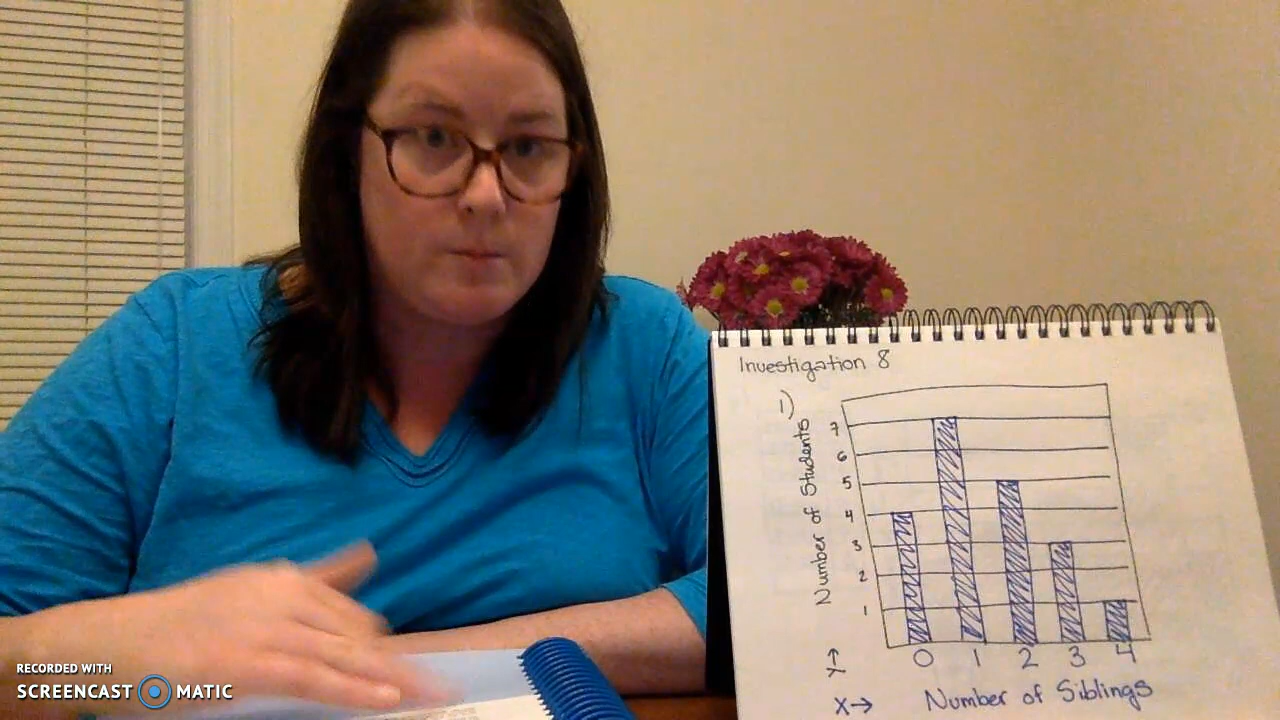 Investigation 8
1)
Number of Students
7
6
5
4
3
2
1
0 1 2 3 4
Y→
X→ Number of Siblings
RECORDED WITH
SCREENCAST MATIC